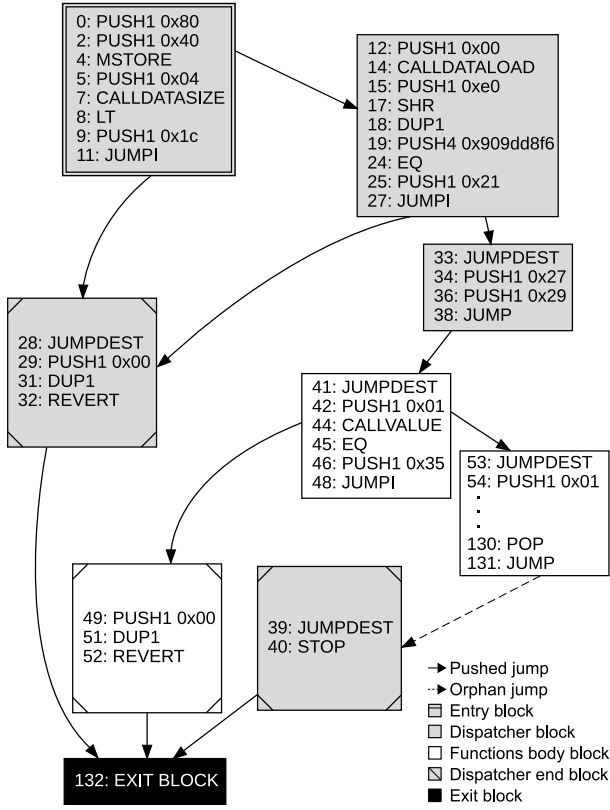 0: PUSH1 0x80
2: PUSH1 0x40
4: MSTORE
5: PUSH1 0x04
7: CALLDATASIZE
8: LT
9: PUSH1 0x1c
11: JUMPI
12: PUSH1 0x00
14: CALLDATALOAD
15: PUSH1 0xe0
17: SHR
18: DUP1
19: PUSH4 0x909dd8f6
24: EQ
25: PUSH1 0x21
27: JUMPI
33: JUMPDEST
34: PUSH1 0x27
36: PUSH1 0x29
38: JUMP
28: JUMPDEST
29: PUSH1 0x00
31: DUP1
32: REVERT
41: JUMPDEST
42: PUSH1 0x01
44: CALLVALUE
45: EQ
46: PUSH1 0x35
48: JUMPI
53: JUMPDEST
54: PUSH1 0x01
.
.
.
130: POP
131: JUMP
49: PUSH1 0x00
51: DUP1
52: REVERT
39: JUMPDEST
40: STOP
132: EXIT BLOCK
Pushed jump
Orphan jump
Entry block
Dispatcher block
Functions body block
Dispatcher end block
Exit block